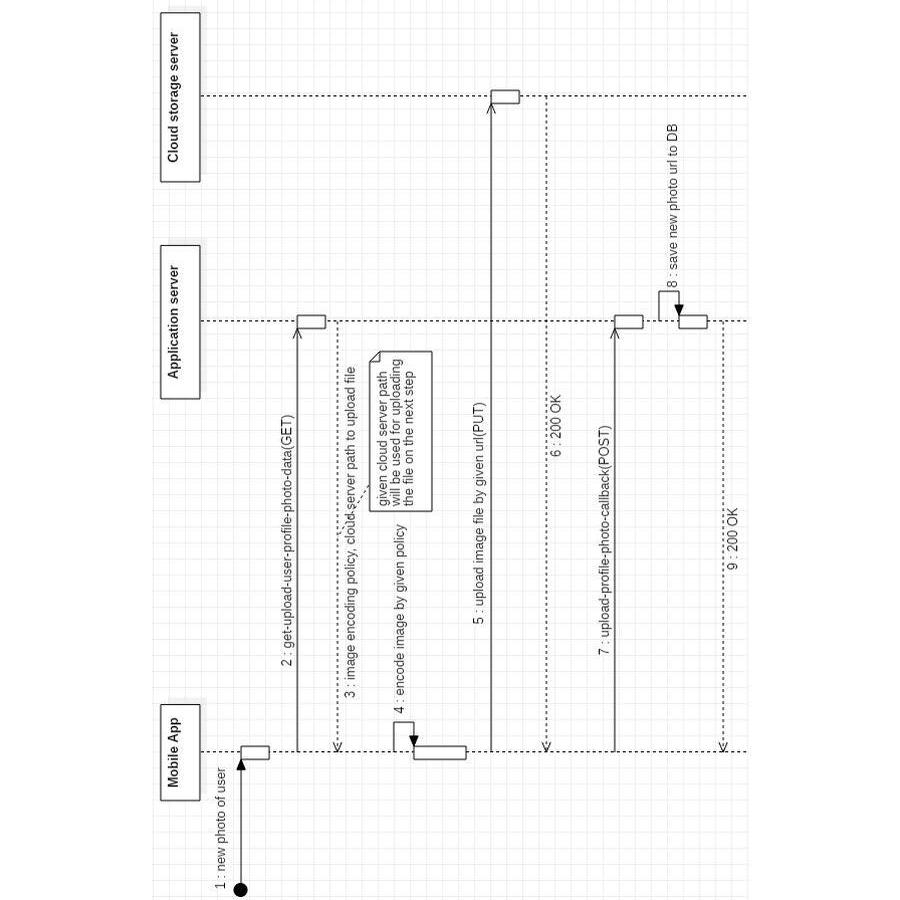 Mobile App
Application server
Cloud storage server
1 : new photo of user
2 : get-upload-user-profile-photo-data(GET)
3 : image encoding policy, cloud server path to upload file
given cloud server path
will be used for uploading
the file on the next step
4 : encode image by given policy
5 : upload image file by given url(PUT)
6 : 200 OK
7 : upload-profile-photo-callback(POST)
8 : save new photo url to DB
9 : 200 OK